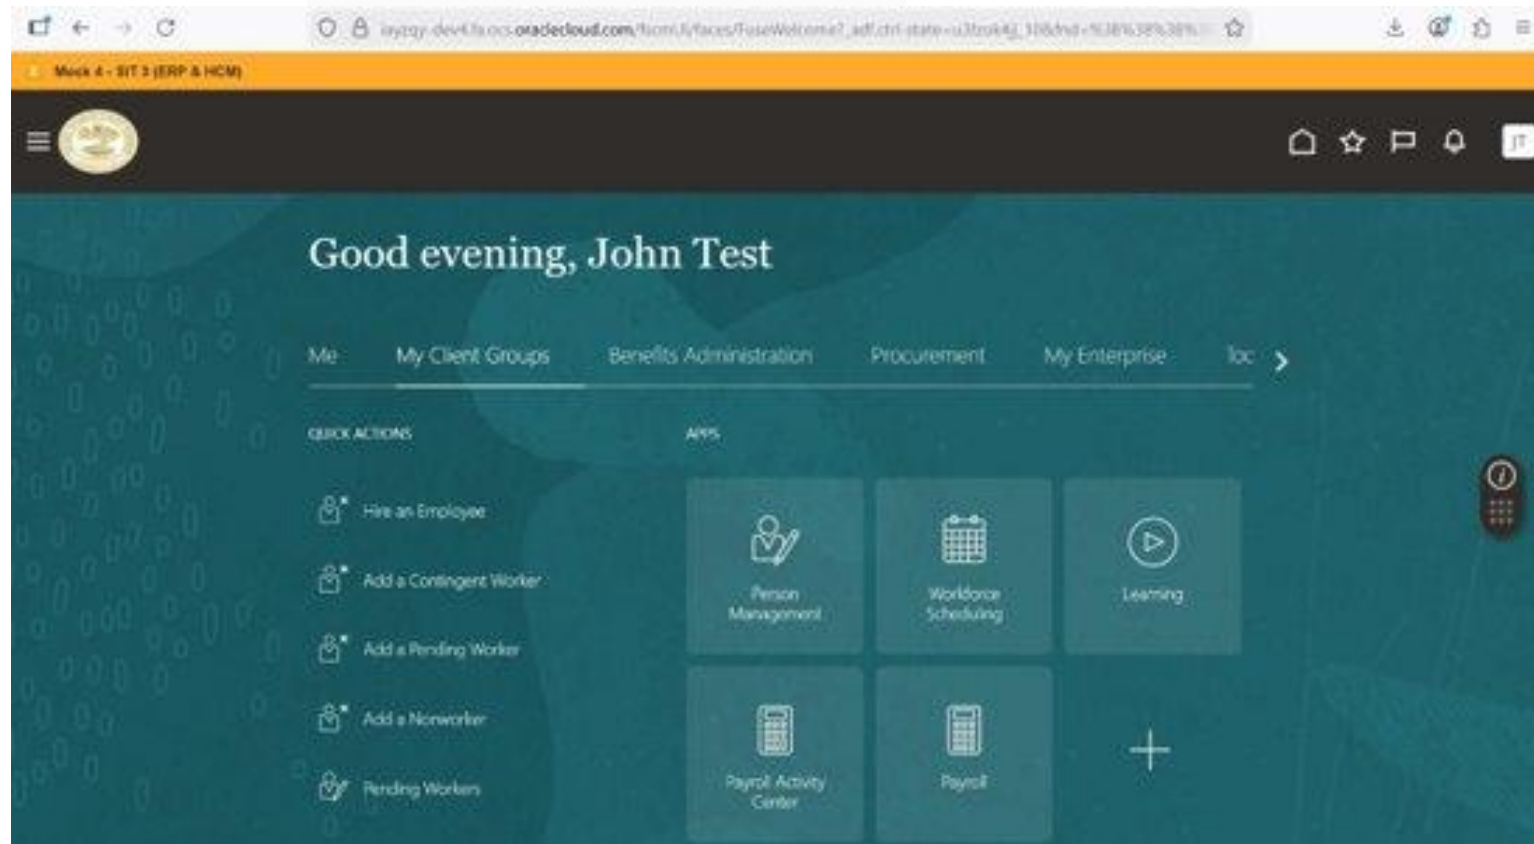 Mock 4 - SIT 3 (ERP & HCM)
JT
Good evening, John Test
Me
My Client Groups
Benefits Administration
Procurement
My Enterprise
QUICK ACTIONS
APPS
Hire an Employee
Add a Contingent Worker
Add a Pending Worker
Add a Nonworker
Pending Workers
Person
Management
Workforce
Scheduling
Learning
Payroll Activity
Center
Payroll